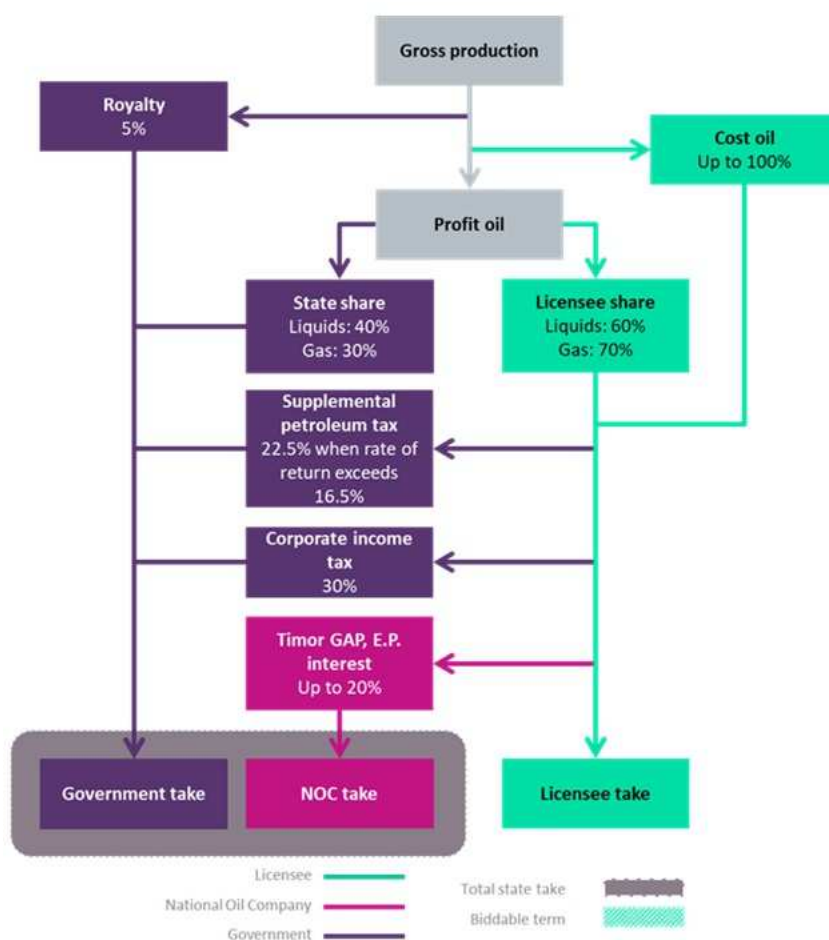 Gross production
Royalty
5%
Cost oil
Up to 100%
Profit oil
State share
Liquids: 40%
Gas: 30%
Licensee share
Liquids: 60%
Gas: 70%
Supplemental
petroleum tax
22.5% when rate of
return exceeds
16.5%
Corporate income
tax
30%
Timor GAP, E.P.
interest
Up to 20%
Government take
NOC take
Licensee take
Licensee
National Oil Company
Government
Total state take
Biddable term